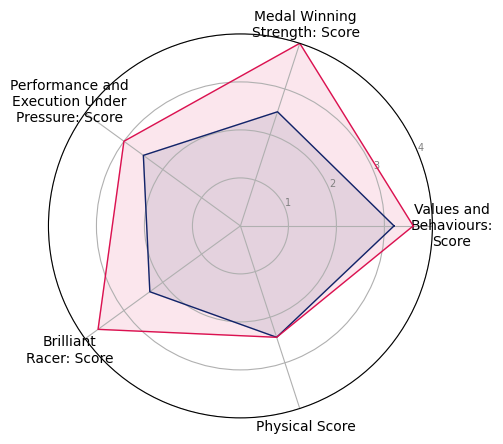 Medal Winning
Strength: Score
Performance and
Execution Under
Pressure: Score
4
3
2
1
Values and
Behaviours:
Score
Brilliant
Racer: Score
Physical Score